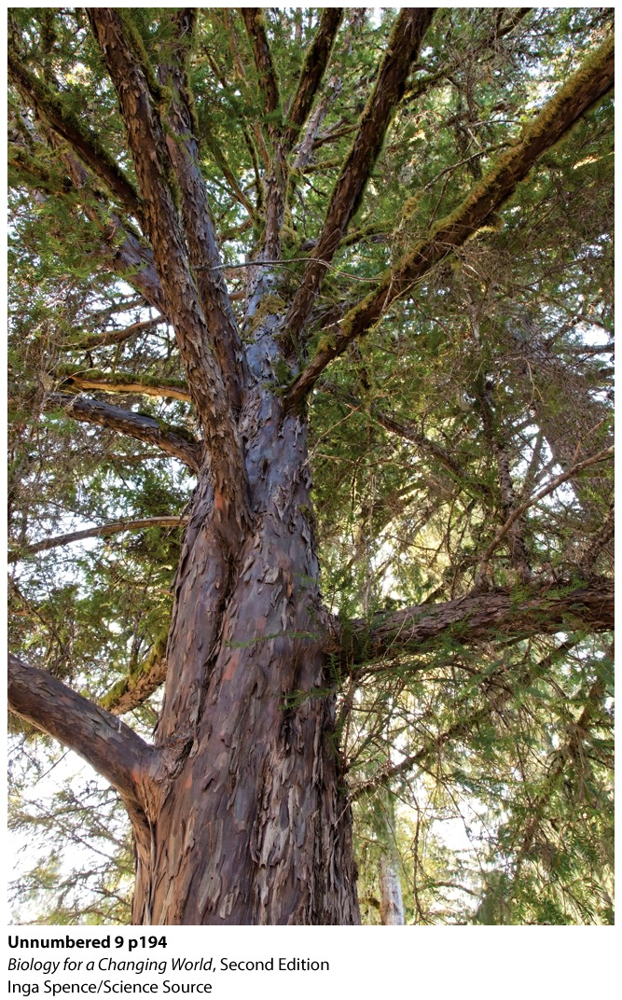 Unnumbered 9 p194
Biology for a Changing World, Second Edition
Inga Spence/Science Source